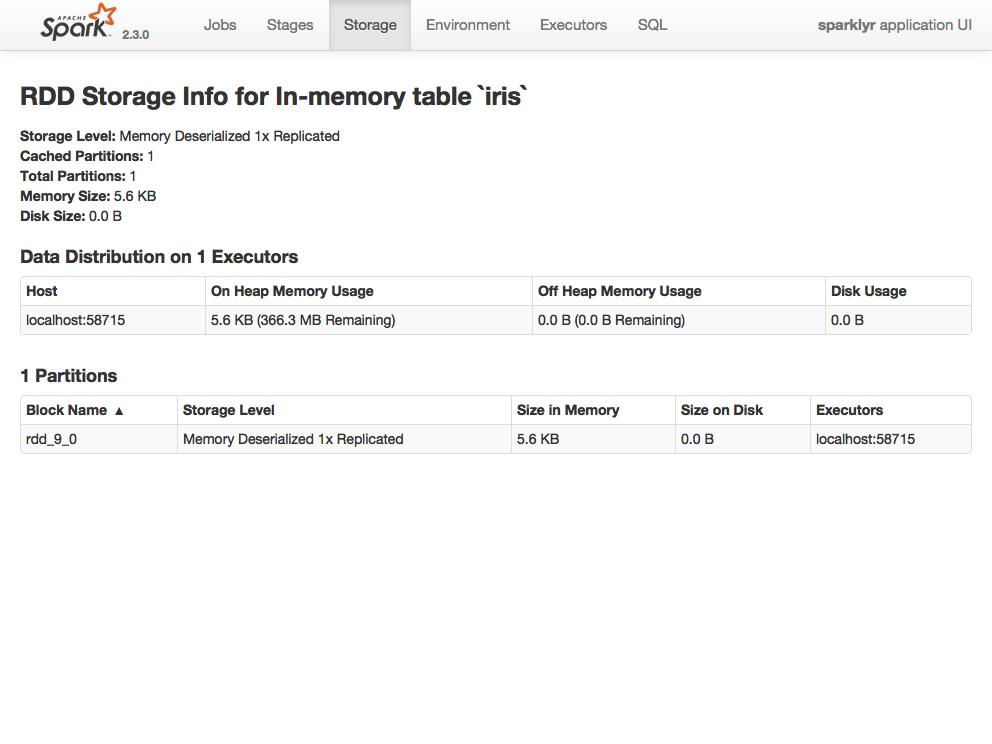 APACHE
Spark 2.3.0 Jobs Stages Storage Environment Executors SQL sparklyr application UI
RDD Storage Info for In-memory table `iris`
Storage Level: Memory Deserialized 1x Replicated
Cached Partitions: 1
Total Partitions: 1
Memory Size: 5.6 KB
Disk Size: 0.0 B
Data Distribution on 1 Executors
Host On Heap Memory Usage Off Heap Memory Usage Disk Usage
localhost:58715 5.6 KB (366.3 MB Remaining) 0.0 B (0.0 B Remaining) 0.0 B
1 Partitions
Block Name ▲ Storage Level Size in Memory Size on Disk Executors
rdd_9_0 Memory Deserialized 1x Replicated 5.6 KB 0.0 B localhost:58715